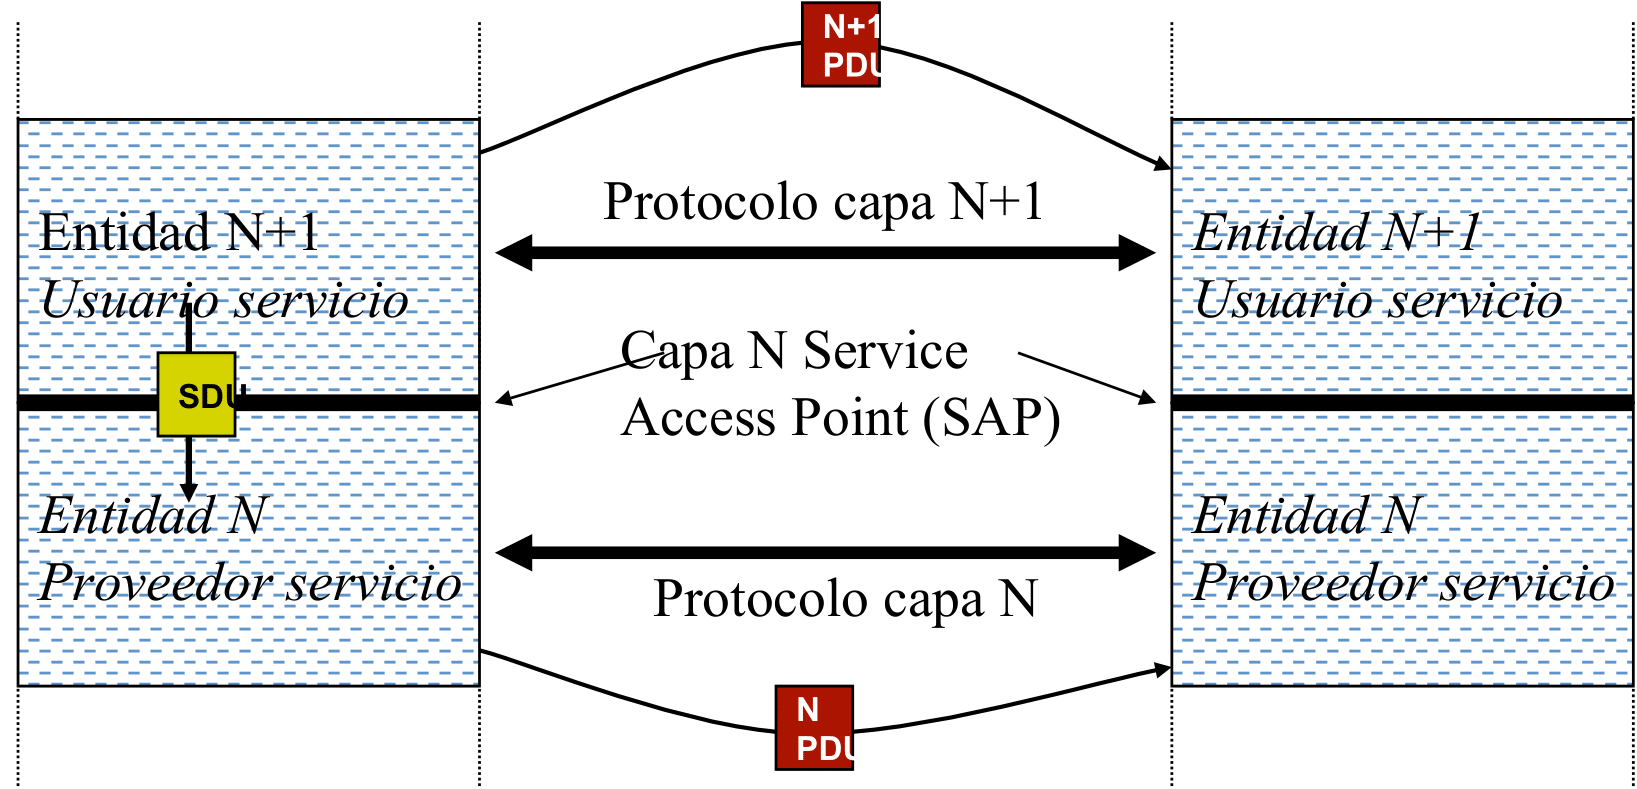 N+1
PDU
Protocolo capa N+1
Entidad N+1
Usuario servicio
Entidad N+1
Usuario servicio
Capa N Service
Access Point (SAP)
SDU
Entidad N
Proveedor servicio
Entidad N
Proveedor servicio
Protocolo capa N
N
PDU